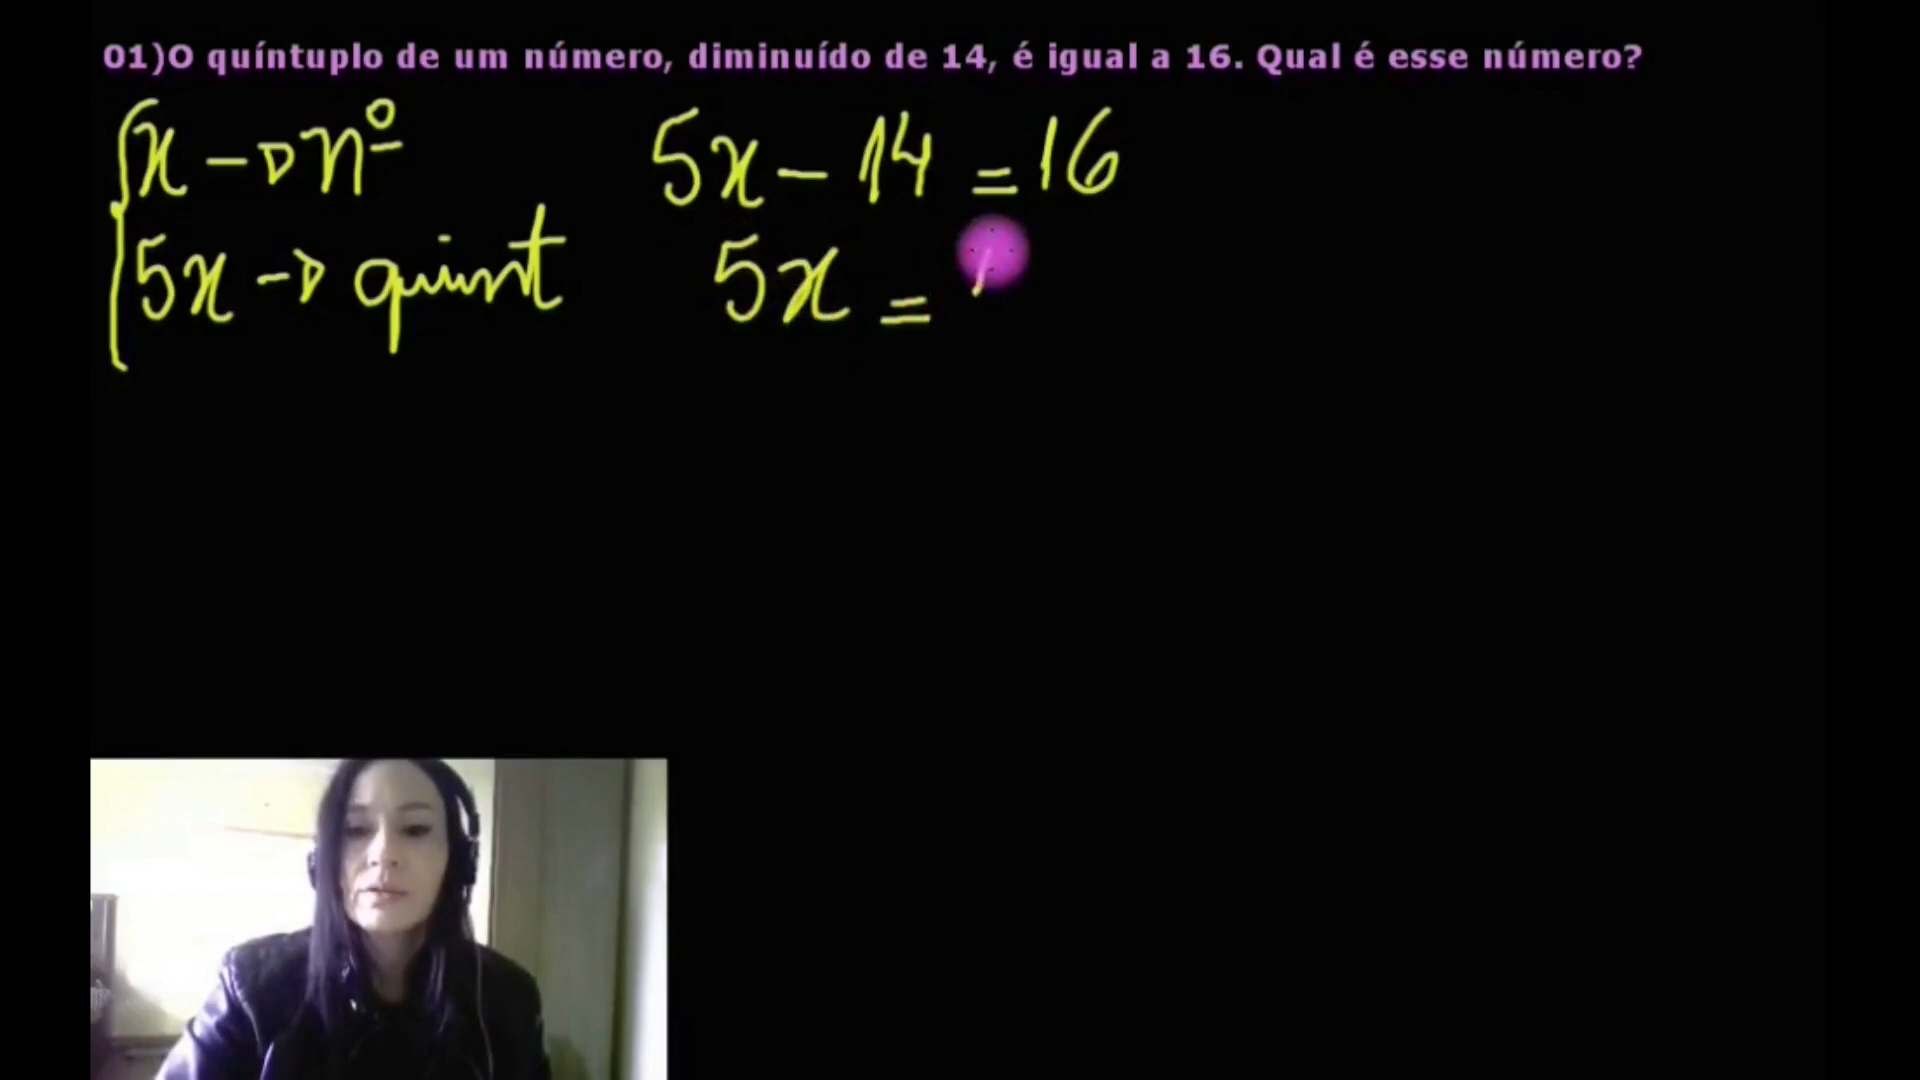 01)O quíntuplo de um número, diminuído de 14, é igual a 16. Qual é esse número?
x → nº
5x - 14 = 16
5x → quint
5x =